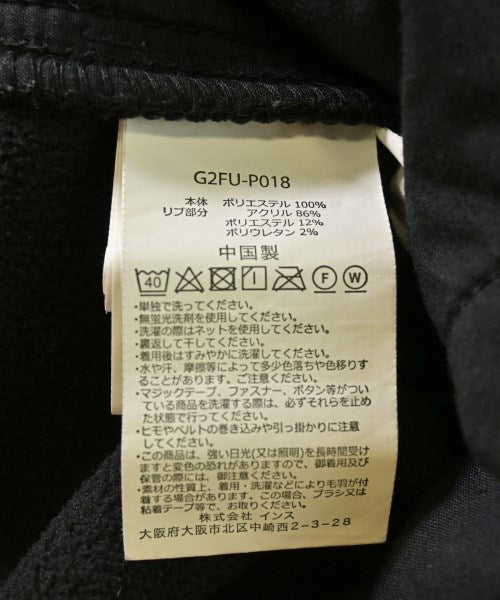 G2FU-P018
本体 ポリエステル 100%
リブ部分 アクリル 86%
ポリエステル 12%
ポリウレタン 2%
中国製
40 F W
・単独で洗ってください。
・無蛍光洗剤を使用してください。
・洗濯の際はネットを使用してください。
・裏返して干してください。
・着用後はすみやかに洗濯してください。
・水や汗、摩擦等によって多少色落ちや色移りす
ることがあります。ご注意ください。
・マジックテープ、ファスナー、ボタン等がつい
ている商品を洗濯する際は、必ずそれらを止め
た状態で行ってください。
・ヒモやベルトの巻き込みや引っ掛かりに注意し
てください。
・この商品は、強い日光(又は照明)を長時間受け
ますと変色の恐れがありますので、御着用及び
保管の際には、御注意ください。
・素材の性質上、着用・洗濯などにより毛羽が付
着する場合があります。この場合、ブラシ又は
粘着テープ等で、お取りください。
株式会社 インス
大阪府大阪市北区中崎西2-3-28